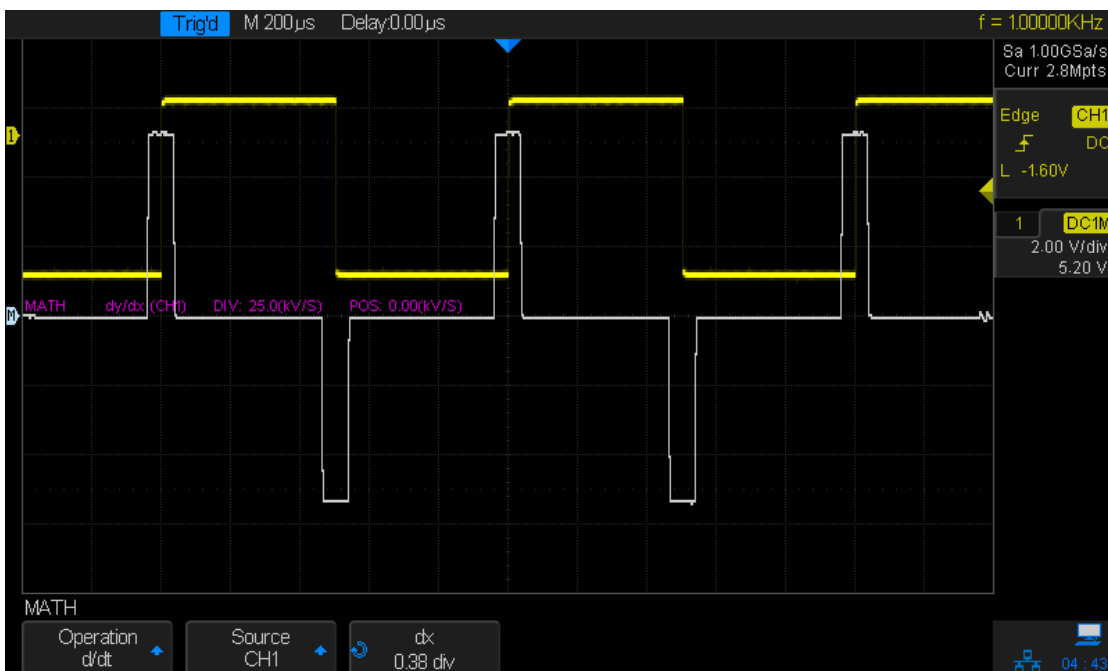 Trig'd M 200µs Delay:0.00µs f = 1.00000KHz
Sa 1.00GSa/s
Curr 2.8Mpts
Edge CH1
DC
L -1.60V
1 DC1M
2.00 V/div
5.20 V
1
MATH dy/dx (CH1) DIV: 25.0(kV/S) POS: 0.00(kV/S)
M
MATH
Operation
d/dt
Source
CH1
dx
0.38 div
04:43